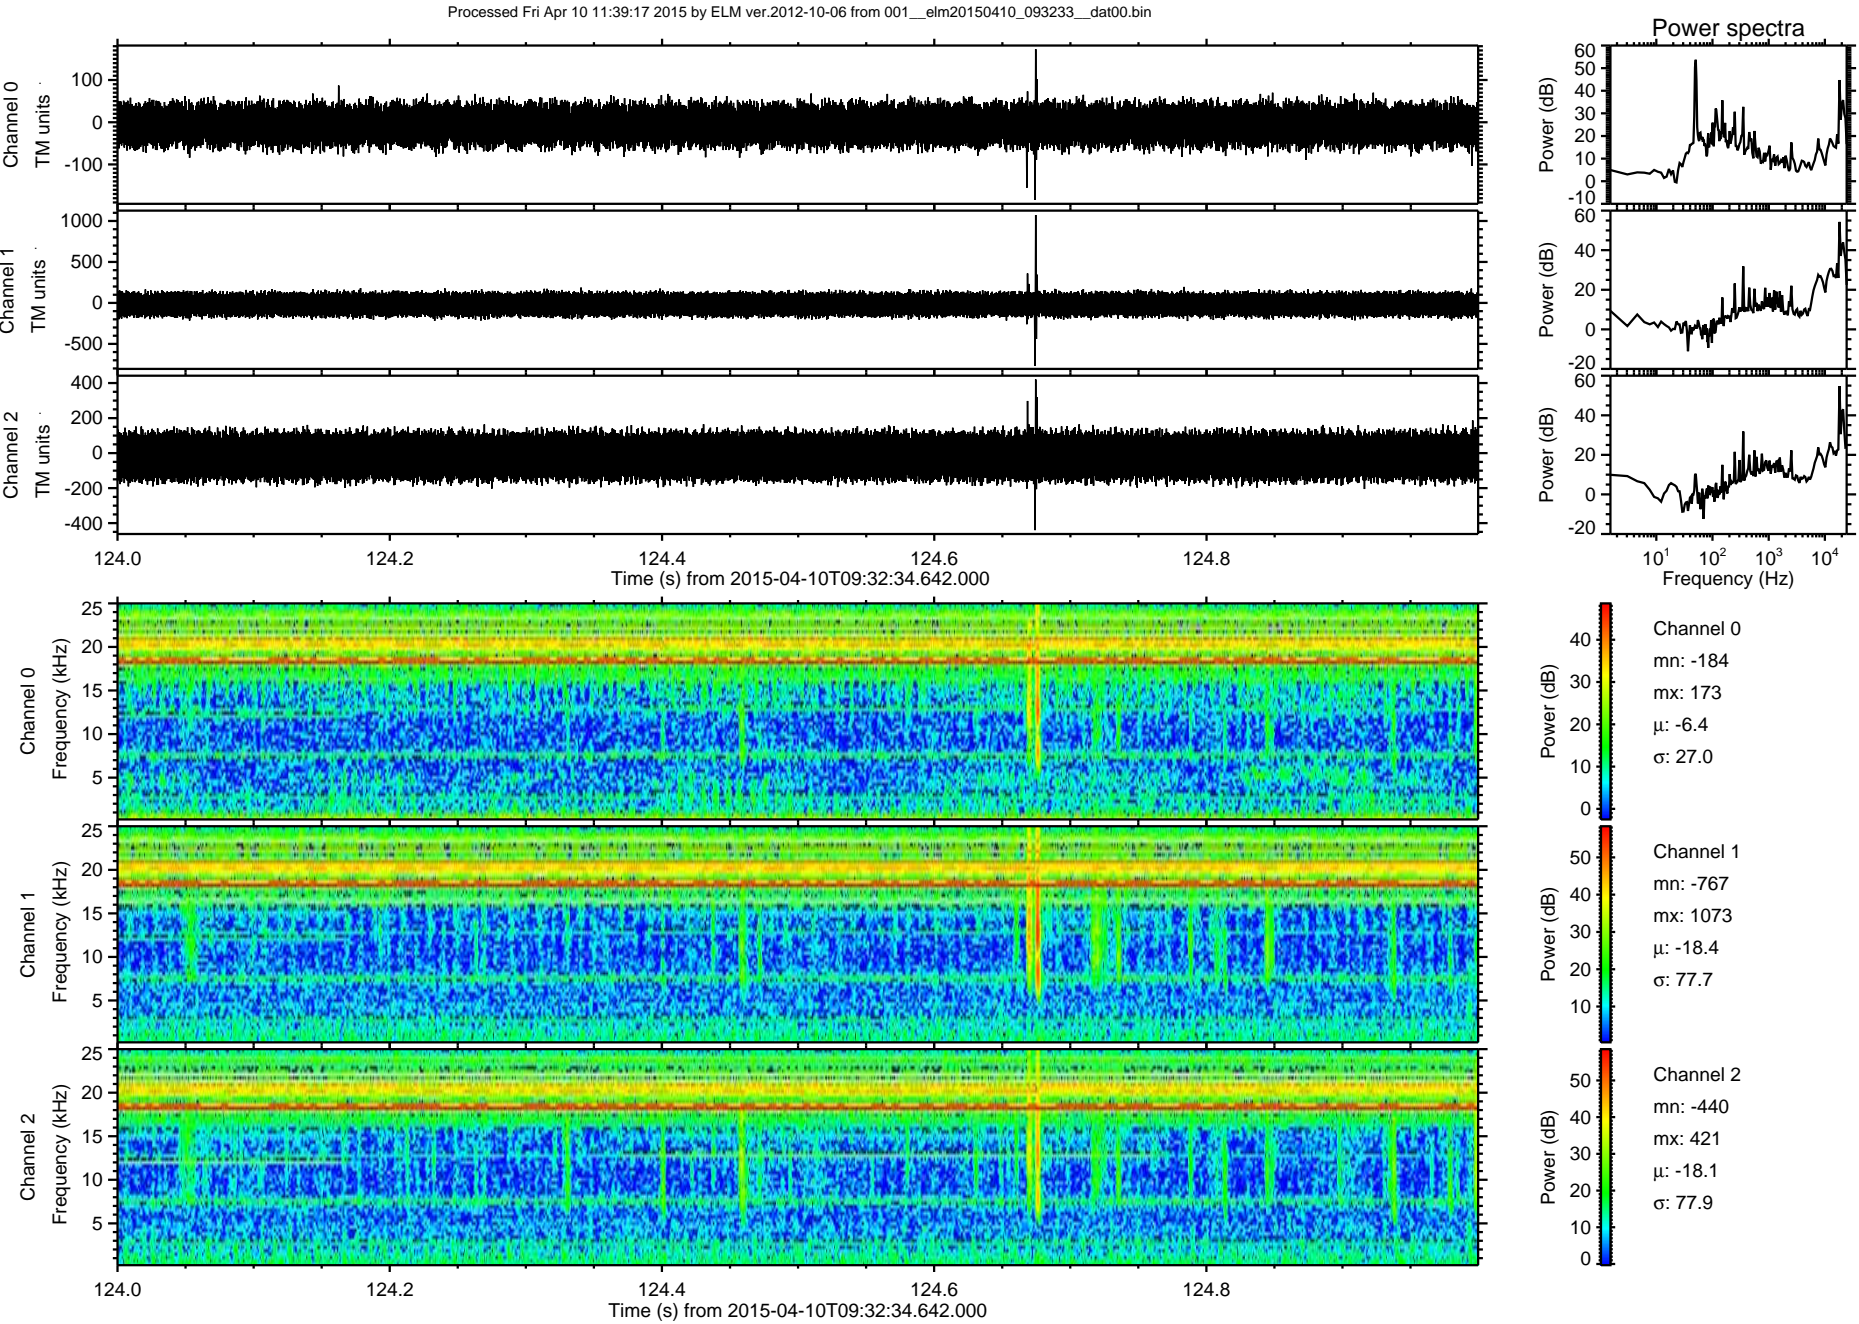 Processed Fri Apr 10 11:39:17 2015 by ELM ver.2012-10-06 from 001__elm20150410_093233__dat00.bin
Power spectra
Channel 0
TM units
100
0
-100
Power (dB)
60
50
40
30
20
10
0
-10
Channel 1
TM units
1000
500
0
-500
Power (dB)
60
40
20
0
-20
Channel 2
TM units
400
200
0
-200
-400
Power (dB)
60
40
20
0
-20
124.0 124.2 124.4 124.6 124.8
Time (s) from 2015-04-10T09:32:34.642.000
10^1 10^2 10^3 10^4
Frequency (Hz)
Channel 0
Frequency (kHz)
25
20
15
10
5
Power (dB)
40
30
20
10
0
Channel 0
mn: -184
mx: 173
μ: -6.4
σ: 27.0
Channel 1
Frequency (kHz)
25
20
15
10
5
Power (dB)
50
40
30
20
10
Channel 1
mn: -767
mx: 1073
μ: -18.4
σ: 77.7
Channel 2
Frequency (kHz)
25
20
15
10
5
Power (dB)
50
40
30
20
10
0
Channel 2
mn: -440
mx: 421
μ: -18.1
σ: 77.9
124.0 124.2 124.4 124.6 124.8
Time (s) from 2015-04-10T09:32:34.642.000